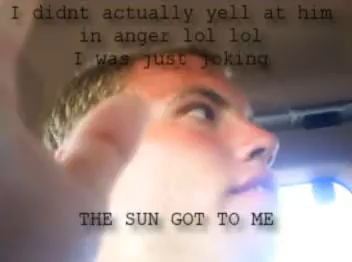 I didnt actually yell at him
in anger lol lol
I was just joking
THE SUN GOT TO ME